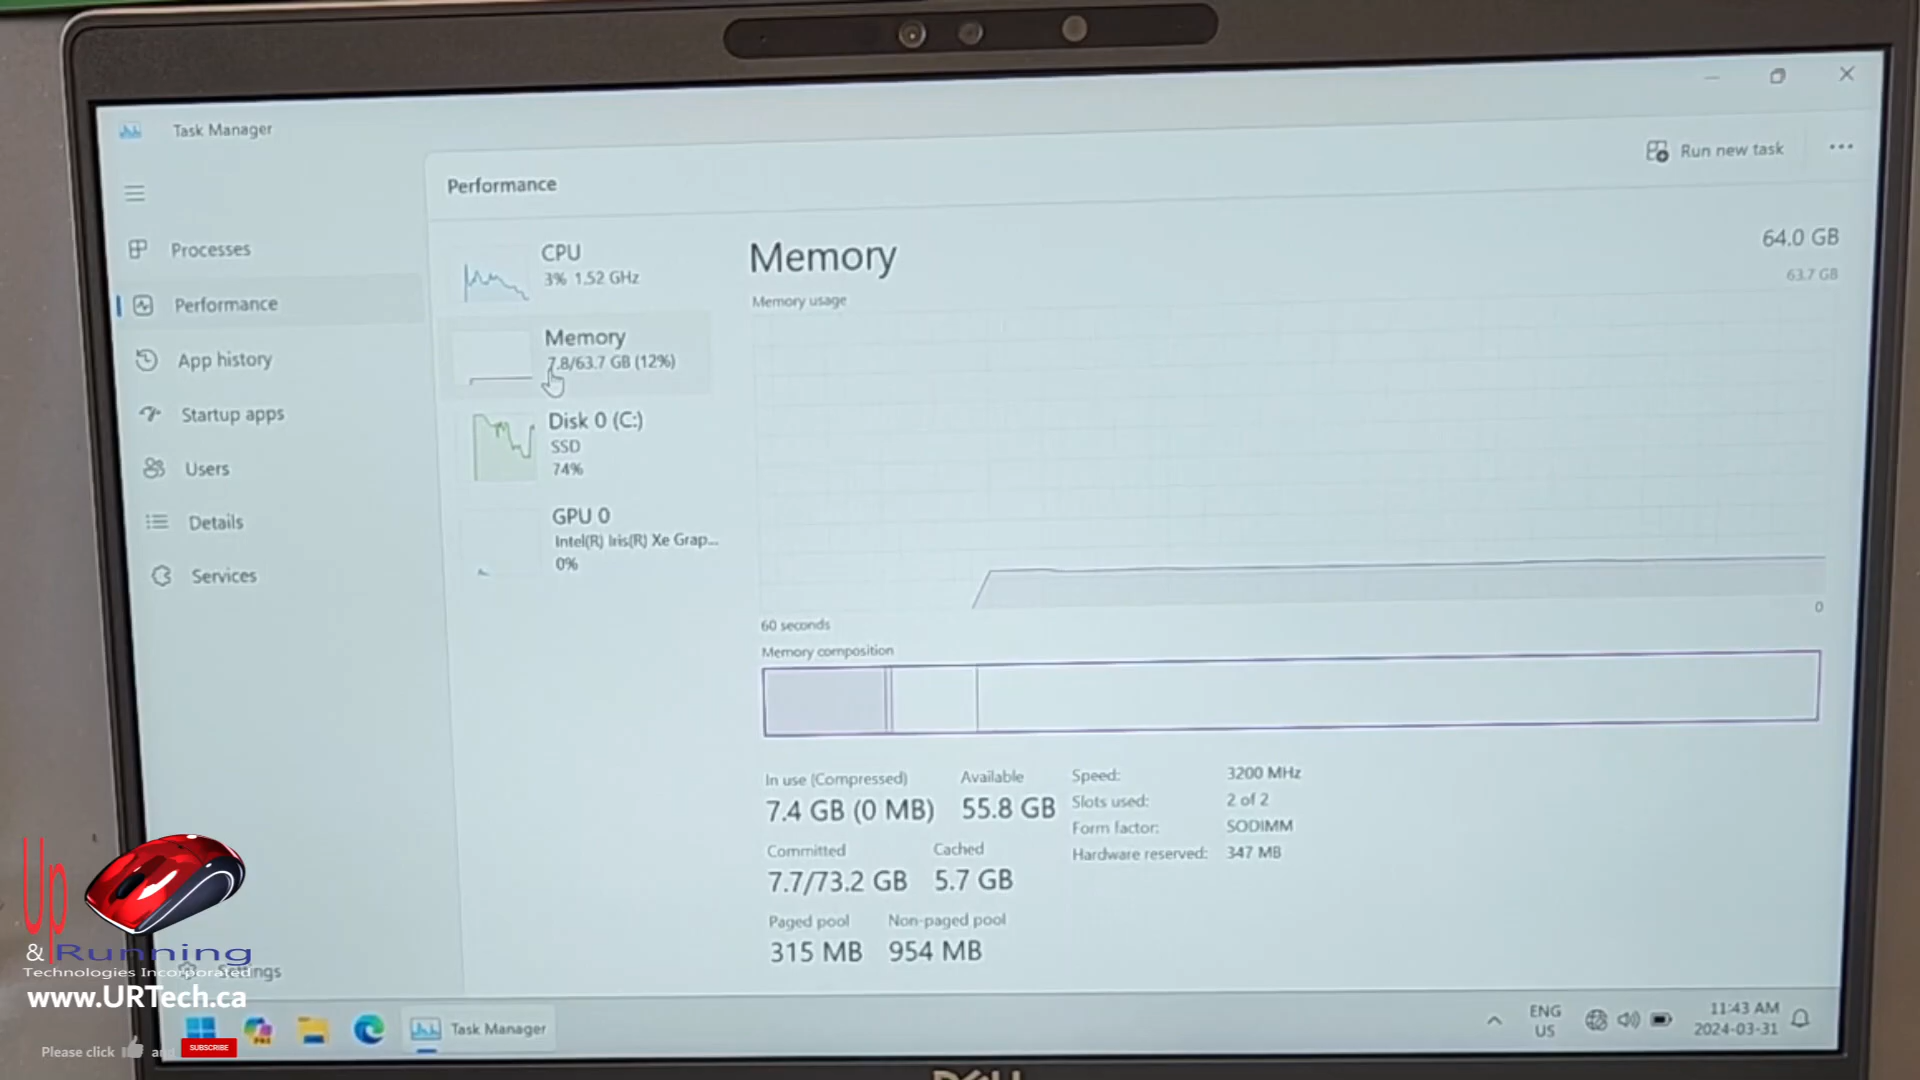 Task Manager
Run new task
Processes
Performance
App history
Startup apps
Users
Details
Services
Performance
CPU
3% 1.52 GHz
Memory
7.8/63.7 GB (12%)
Disk 0 (C:)
SSD
74%
GPU 0
Intel(R) Iris(R) Xe Grap...
0%
Memory
64.0 GB
Memory usage
63.7 GB
60 seconds
0
Memory composition
In use (Compressed)
7.4 GB (0 MB)
Available
55.8 GB
Committed
7.7/73.2 GB
Cached
5.7 GB
Paged pool
315 MB
Non-paged pool
954 MB
Speed: 3200 MHz
Slots used: 2 of 2
Form factor: SODIMM
Hardware reserved: 347 MB
Up
& Running
Technologies Incorporated
www.URTech.ca
Please click and SUBSCRIBE
Task Manager
ENG
US
11:43 AM
2024-03-31